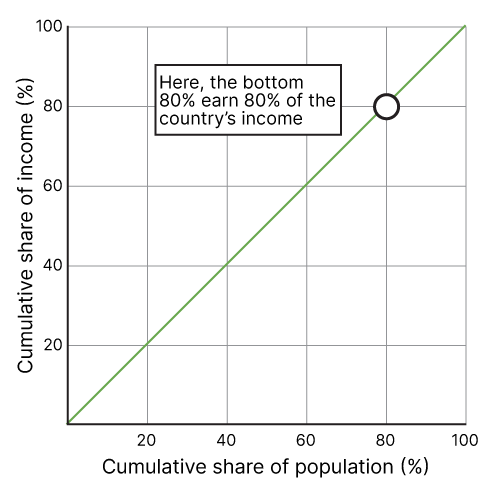 100
80
60
40
20
Cumulative share of income (%)
Here, the bottom
80% earn 80% of the
country's income
20 40 60 80 100
Cumulative share of population (%)